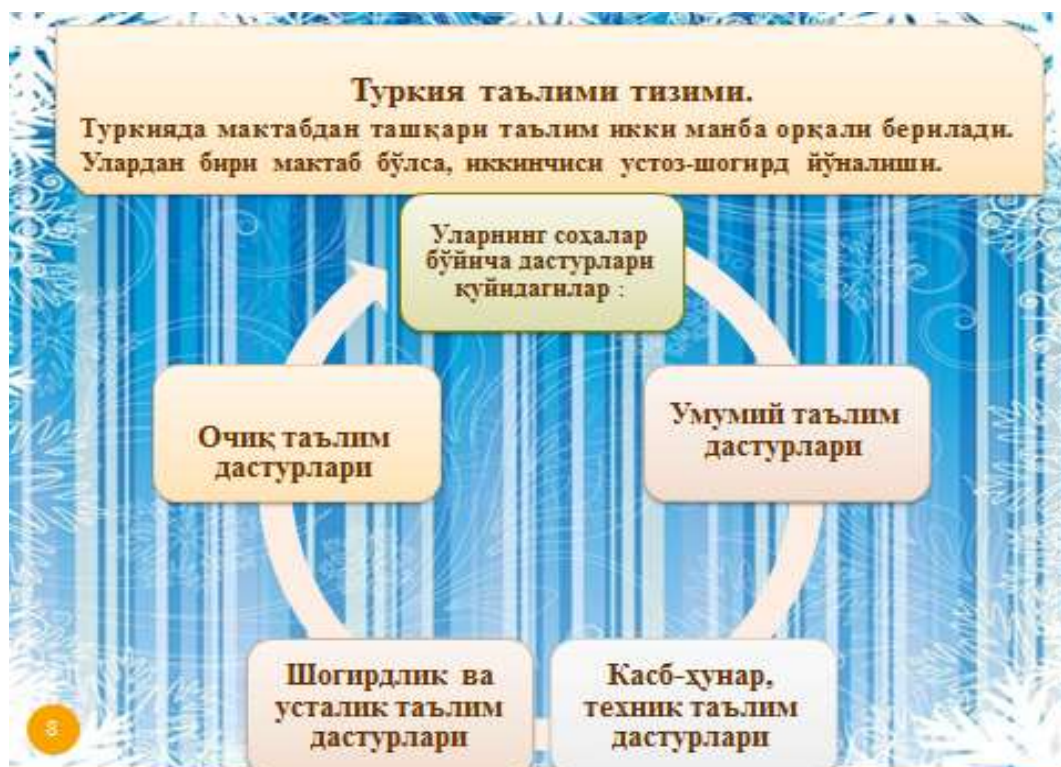 Туркия таълими тизими.
Туркияда мактабдан ташқари таълим икки манба орқали берилади.
Улардан бири мактаб бўлса, иккинчиси устоз-шогирд йўналиши.
Уларнинг соҳалар
бўйича дастурлари
қуйидагилар :
Умумий таълим
дастурлари
Касб-ҳунар,
техник таълим
дастурлари
Шогирдлик ва
усталик таълим
дастурлари
Очиқ таълим
дастурлари
8